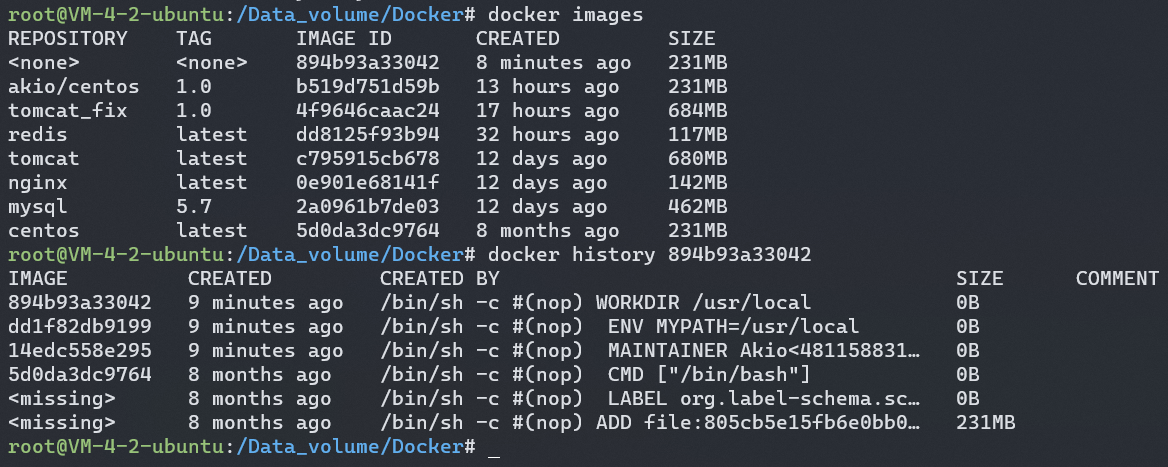 root@VM-4-2-ubuntu:/Data_volume/Docker# docker images
REPOSITORY    TAG       IMAGE ID       CREATED         SIZE
<none>        <none>    894b93a33042   8 minutes ago   231MB
akio/centos   1.0       b519d751d59b   13 hours ago    231MB
tomcat_fix    1.0       4f9646caac24   17 hours ago    684MB
redis         latest    dd8125f93b94   32 hours ago    117MB
tomcat        latest    c795915cb678   12 days ago     680MB
nginx         latest    0e901e68141f   12 days ago     142MB
mysql         5.7       2a0961b7de03   12 days ago     462MB
centos        latest    5d0da3dc9764   8 months ago    231MB
root@VM-4-2-ubuntu:/Data_volume/Docker# docker history 894b93a33042
IMAGE          CREATED         CREATED BY                                      SIZE      COMMENT
894b93a33042   9 minutes ago   /bin/sh -c #(nop) WORKDIR /usr/local            0B
dd1f82db9199   9 minutes ago   /bin/sh -c #(nop)  ENV MYPATH=/usr/local        0B
14edc558e295   9 minutes ago   /bin/sh -c #(nop)  MAINTAINER Akio<481158831…   0B
5d0da3dc9764   8 months ago    /bin/sh -c #(nop)  CMD ["/bin/bash"]            0B
<missing>      8 months ago    /bin/sh -c #(nop)  LABEL org.label-schema.sc…   0B
<missing>      8 months ago    /bin/sh -c #(nop) ADD file:805cb5e15fb6e0bb0…   231MB
root@VM-4-2-ubuntu:/Data_volume/Docker# _